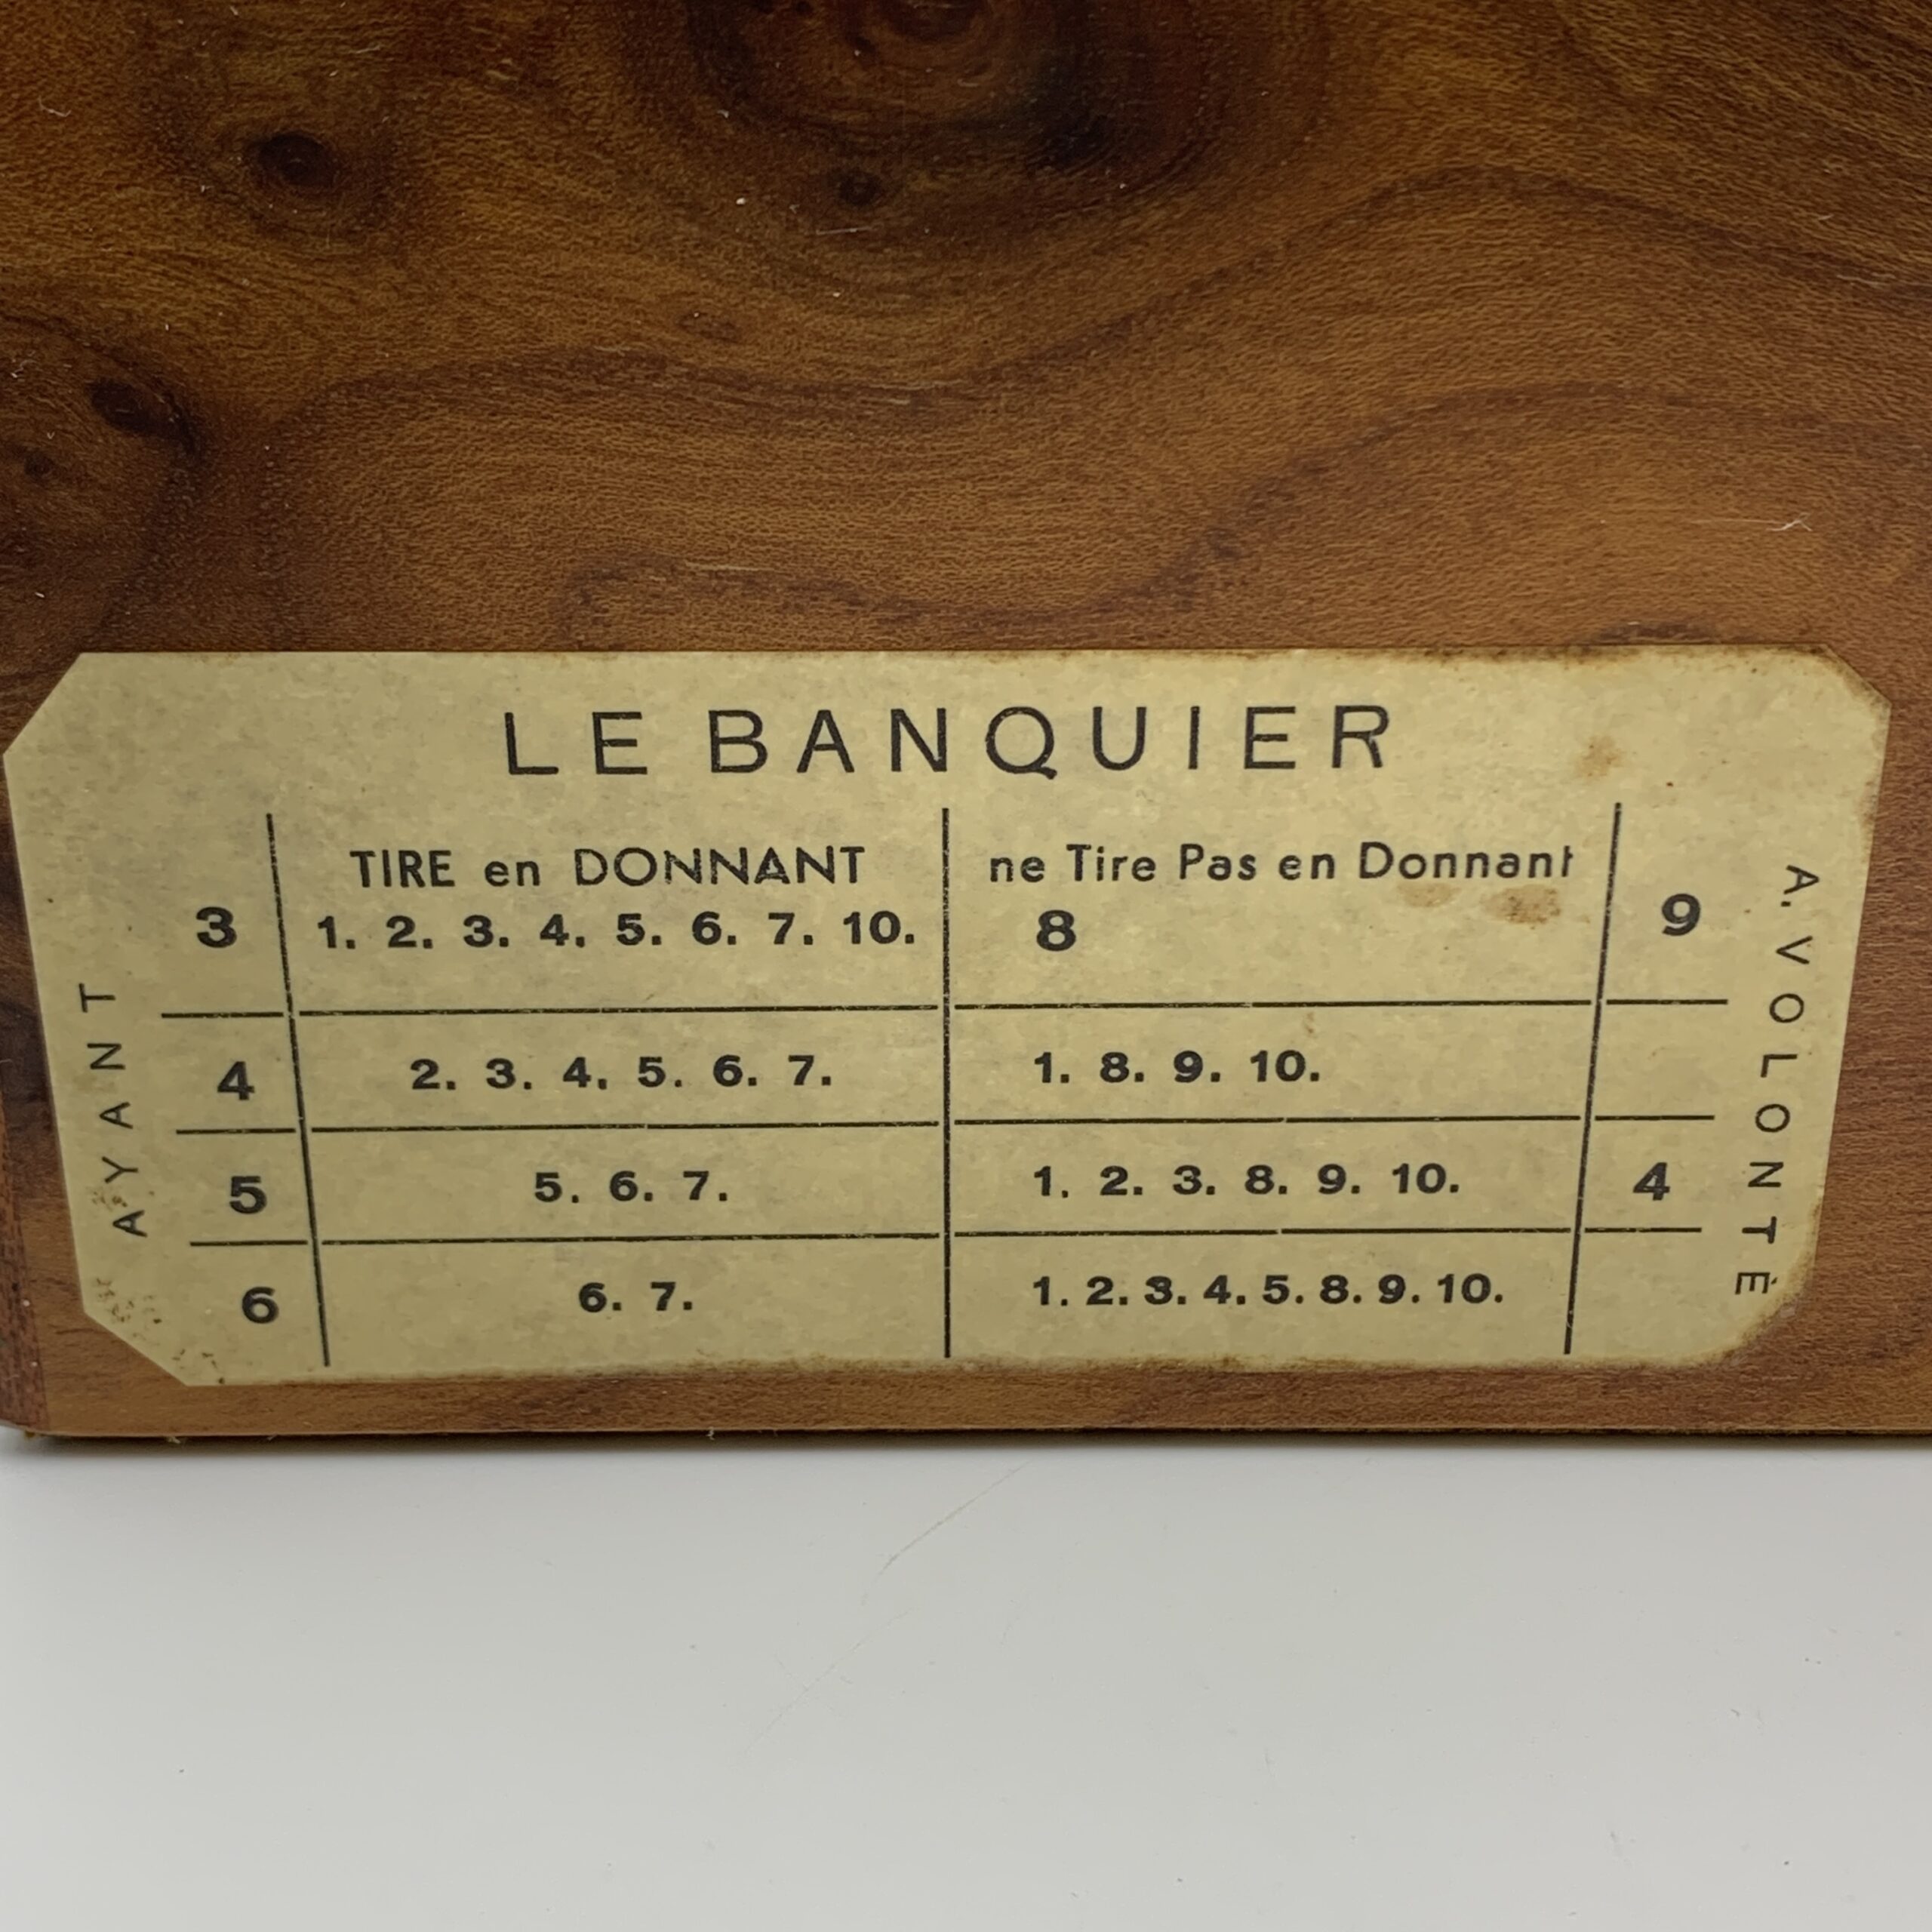 LE BANQUIER
TIRE en DONNANT ne Tire Pas en Donnant
3 1. 2. 3. 4. 5. 6. 7. 10. 8 9
4 2. 3. 4. 5. 6. 7. 1. 8. 9. 10.
5 5. 6. 7. 1. 2. 3. 8. 9. 10. 4
6 6. 7. 1. 2. 3. 4. 5. 8. 9. 10.
AYANT
A. VOLONTÉ